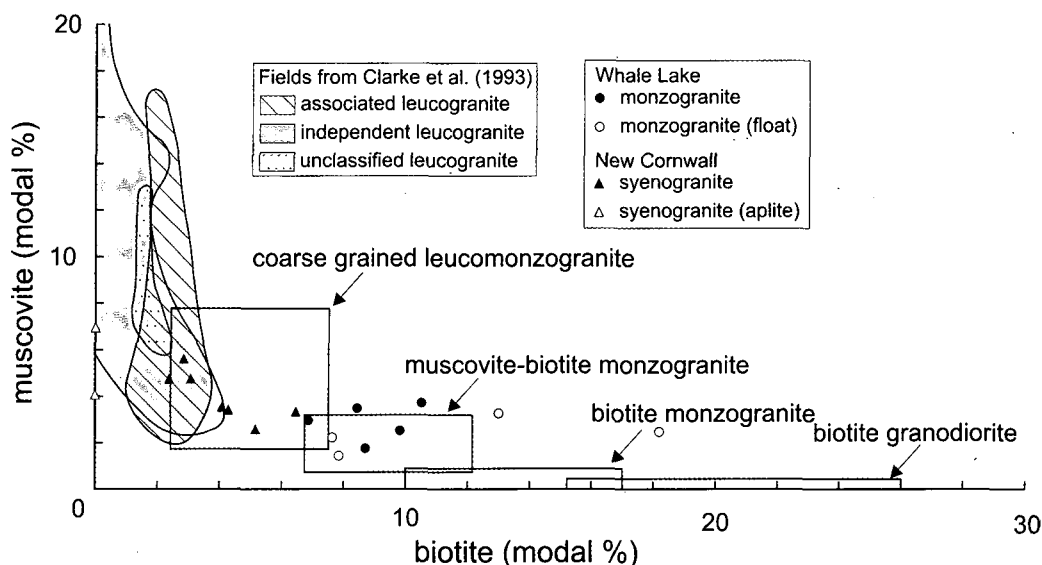 20
Fields from Clarke et al. (1993)
associated leucogranite
independent leucogranite
unclassified leucogranite
Whale Lake
monzogranite
monzogranite (float)
New Cornwall
syenogranite
syenogranite (aplite)
muscovite (modal %)
10
coarse grained leucomonzogranite
muscovite-biotite monzogranite
biotite monzogranite
biotite granodiorite
0
10
20
30
biotite (modal %)